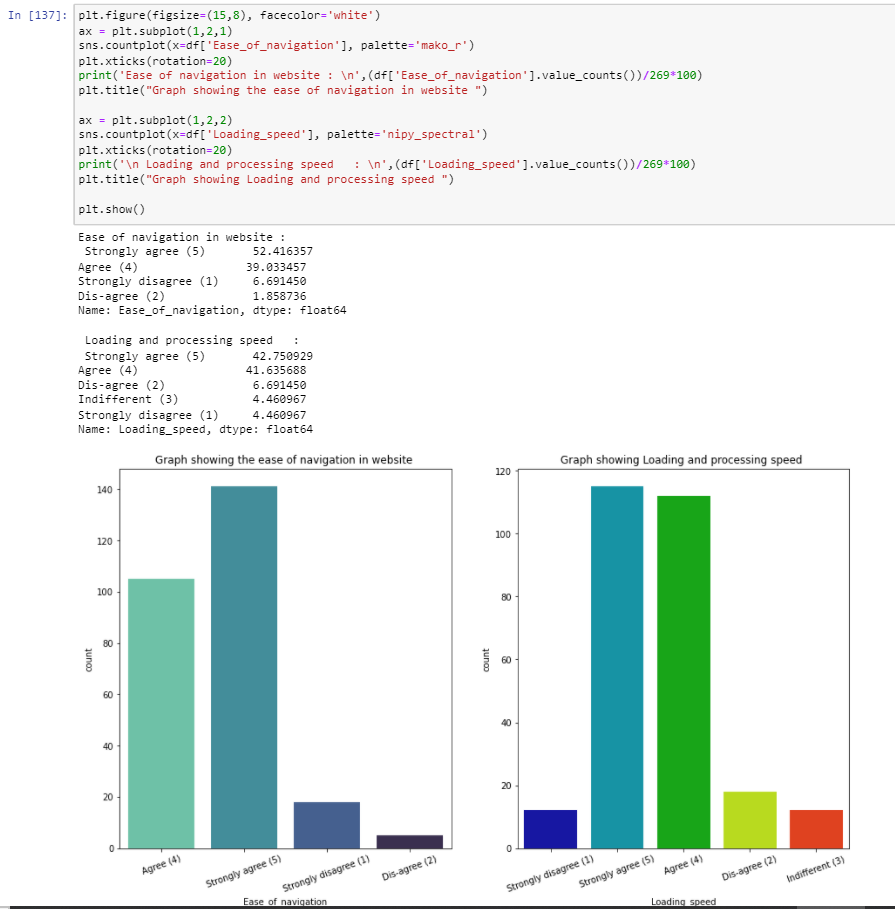 In [137]: plt.figure(figsize=(15,8), facecolor='white')
ax = plt.subplot(1,2,1)
sns.countplot(x=df['Ease_of_navigation'], palette='mako_r')
plt.xticks(rotation=20)
print('Ease of navigation in website : \n',(df['Ease_of_navigation'].value_counts())/269*100)
plt.title("Graph showing the ease of navigation in website ")

ax = plt.subplot(1,2,2)
sns.countplot(x=df['Loading_speed'], palette='nipy_spectral')
plt.xticks(rotation=20)
print('\n Loading and processing speed   : \n',(df['Loading_speed'].value_counts())/269*100)
plt.title("Graph showing Loading and processing speed ")

plt.show()

Ease of navigation in website :
 Strongly agree (5)       52.416357
Agree (4)                39.033457
Strongly disagree (1)     6.691450
Dis-agree (2)             1.858736
Name: Ease_of_navigation, dtype: float64

 Loading and processing speed   :
 Strongly agree (5)       42.750929
Agree (4)                41.635688
Dis-agree (2)             6.691450
Indifferent (3)           4.460967
Strongly disagree (1)     4.460967
Name: Loading_speed, dtype: float64

Graph showing the ease of navigation in website
140
120
100
80
60
40
20
0
count
Agree (4)
Strongly agree (5)
Strongly disagree (1)
Dis-agree (2)
Ease_of_navigation

Graph showing Loading and processing speed
120
100
80
60
40
20
0
count
Strongly disagree (1)
Strongly agree (5)
Agree (4)
Dis-agree (2)
Indifferent (3)
Loading_speed